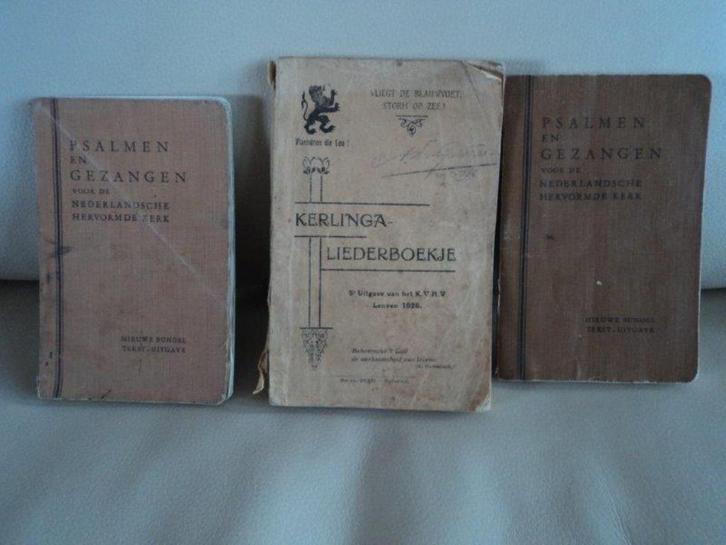 PSALMEN
EN
GEZANGEN
VOOR DE
NEDERLANDSCHE
HERVORMDE KERK
NIEUWE BUNDEL
TEKST-UITGAVE
VLIEGT DE BLAUWVOET,
STORM OP ZEE!
Vlaendren die Leu!
KERLINGA-
LIEDERBOEKJE
5e Uitgave van het K.V.H.V
Leuven 1926.
PSALMEN
EN
GEZANGEN
VOOR DE
NEDERLANDSCHE
HERVORMDE KERK
NIEUWE BUNDEL
TEKST-UITGAVE